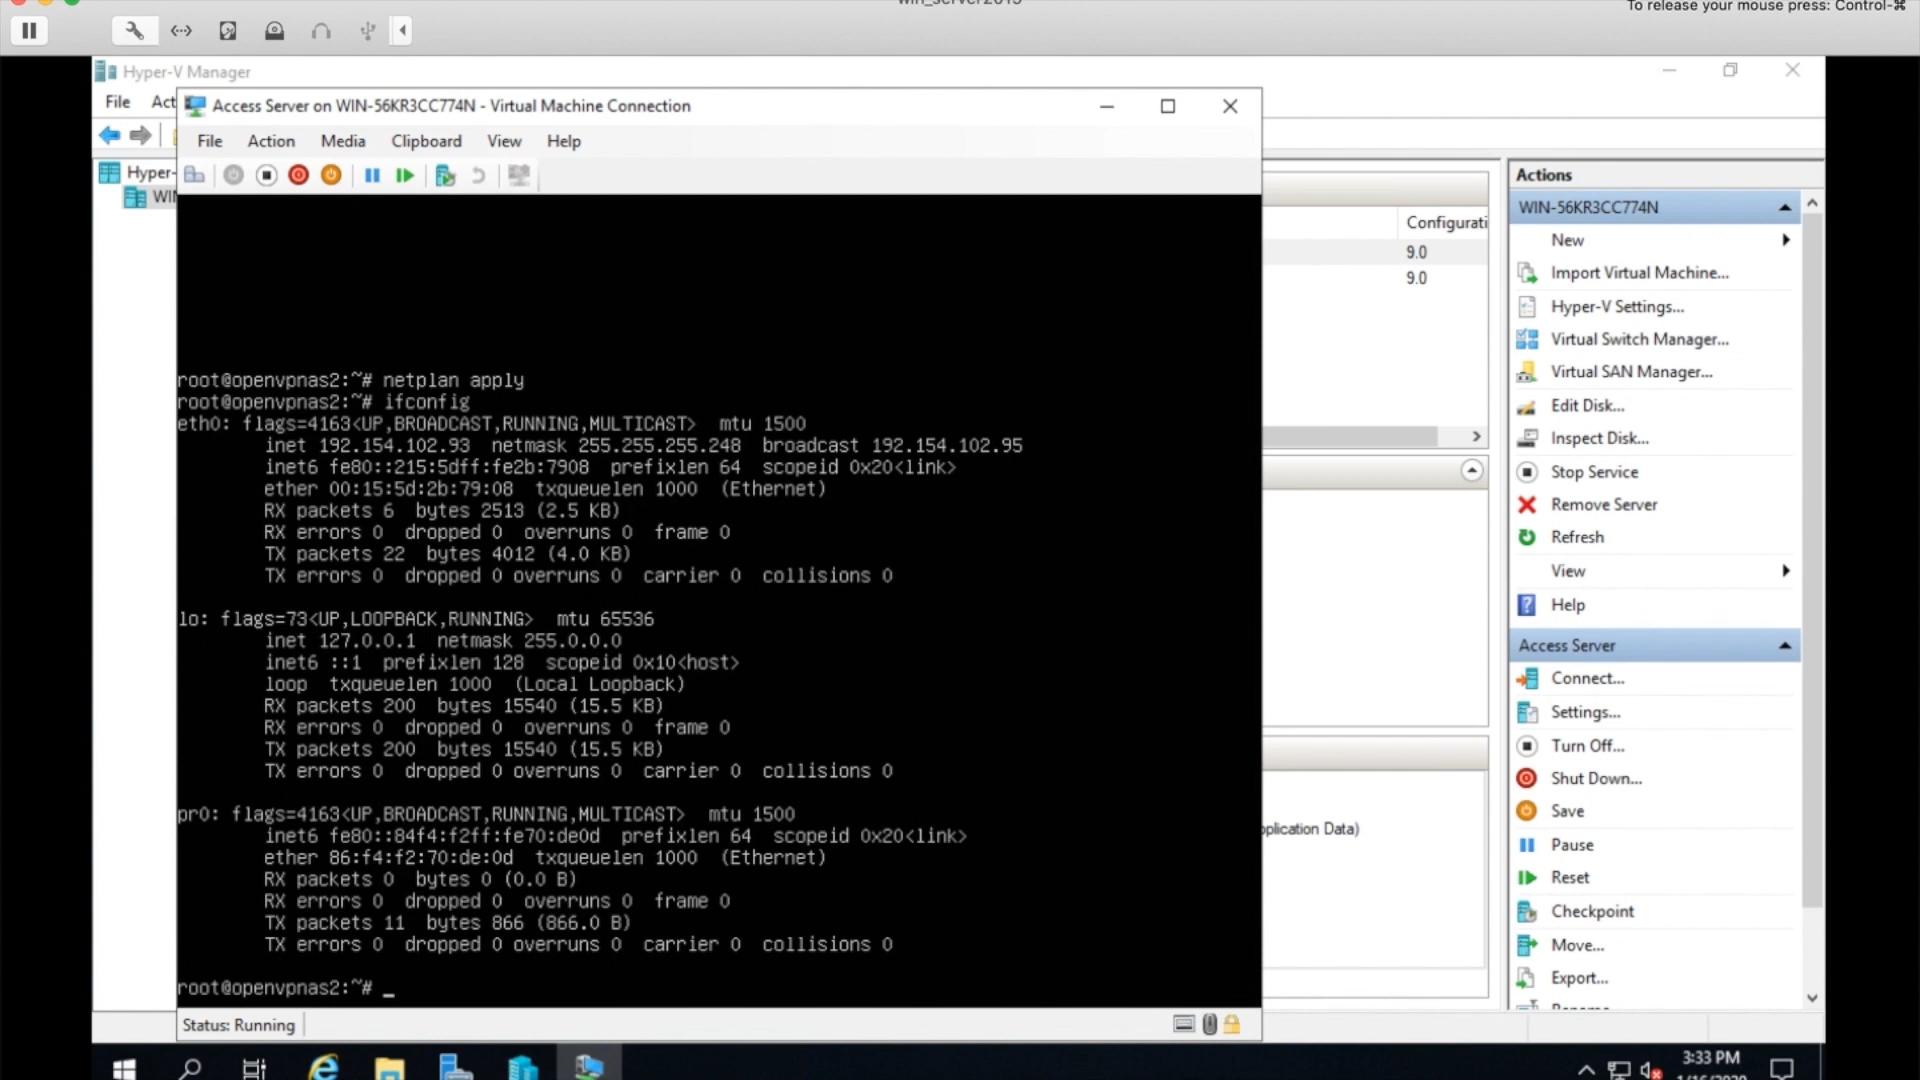 To release your mouse press: Control-⌘
Hyper-V Manager
File
Act
Access Server on WIN-56KR3CC774N - Virtual Machine Connection
File Action Media Clipboard View Help
Hyper-
root@openvpnas2:~# netplan apply
root@openvpnas2:~# ifconfig
eth0: flags=4163<UP,BROADCAST,RUNNING,MULTICAST>  mtu 1500
inet 192.154.102.93  netmask 255.255.255.248  broadcast 192.154.102.95
inet6 fe80::215:5dff:fe2b:7908  prefixlen 64  scopeid 0x20<link>
ether 00:15:5d:2b:79:08  txqueuelen 1000  (Ethernet)
RX packets 6  bytes 2513 (2.5 KB)
RX errors 0  dropped 0  overruns 0  frame 0
TX packets 22  bytes 4012 (4.0 KB)
TX errors 0  dropped 0 overruns 0  carrier 0  collisions 0
lo: flags=73<UP,LOOPBACK,RUNNING>  mtu 65536
inet 127.0.0.1  netmask 255.0.0.0
inet6 ::1  prefixlen 128  scopeid 0x10<host>
loop  txqueuelen 1000  (Local Loopback)
RX packets 200  bytes 15540 (15.5 KB)
RX errors 0  dropped 0  overruns 0  frame 0
TX packets 200  bytes 15540 (15.5 KB)
TX errors 0  dropped 0 overruns 0  carrier 0  collisions 0
pr0: flags=4163<UP,BROADCAST,RUNNING,MULTICAST>  mtu 1500
inet6 fe80::84f4:f2ff:fe70:de0d  prefixlen 64  scopeid 0x20<link>
ether 86:f4:f2:70:de:0d  txqueuelen 1000  (Ethernet)
RX packets 0  bytes 0 (0.0 B)
RX errors 0  dropped 0  overruns 0  frame 0
TX packets 11  bytes 866 (866.0 B)
TX errors 0  dropped 0 overruns 0  carrier 0  collisions 0
root@openvpnas2:~# _
Status: Running
Configurati
9.0
9.0
plication Data)
Actions
WIN-56KR3CC774N
New
Import Virtual Machine...
Hyper-V Settings...
Virtual Switch Manager...
Virtual SAN Manager...
Edit Disk...
Inspect Disk...
Stop Service
Remove Server
Refresh
View
Help
Access Server
Connect...
Settings...
Turn Off...
Shut Down...
Save
Pause
Reset
Checkpoint
Move...
Export...
3:33 PM